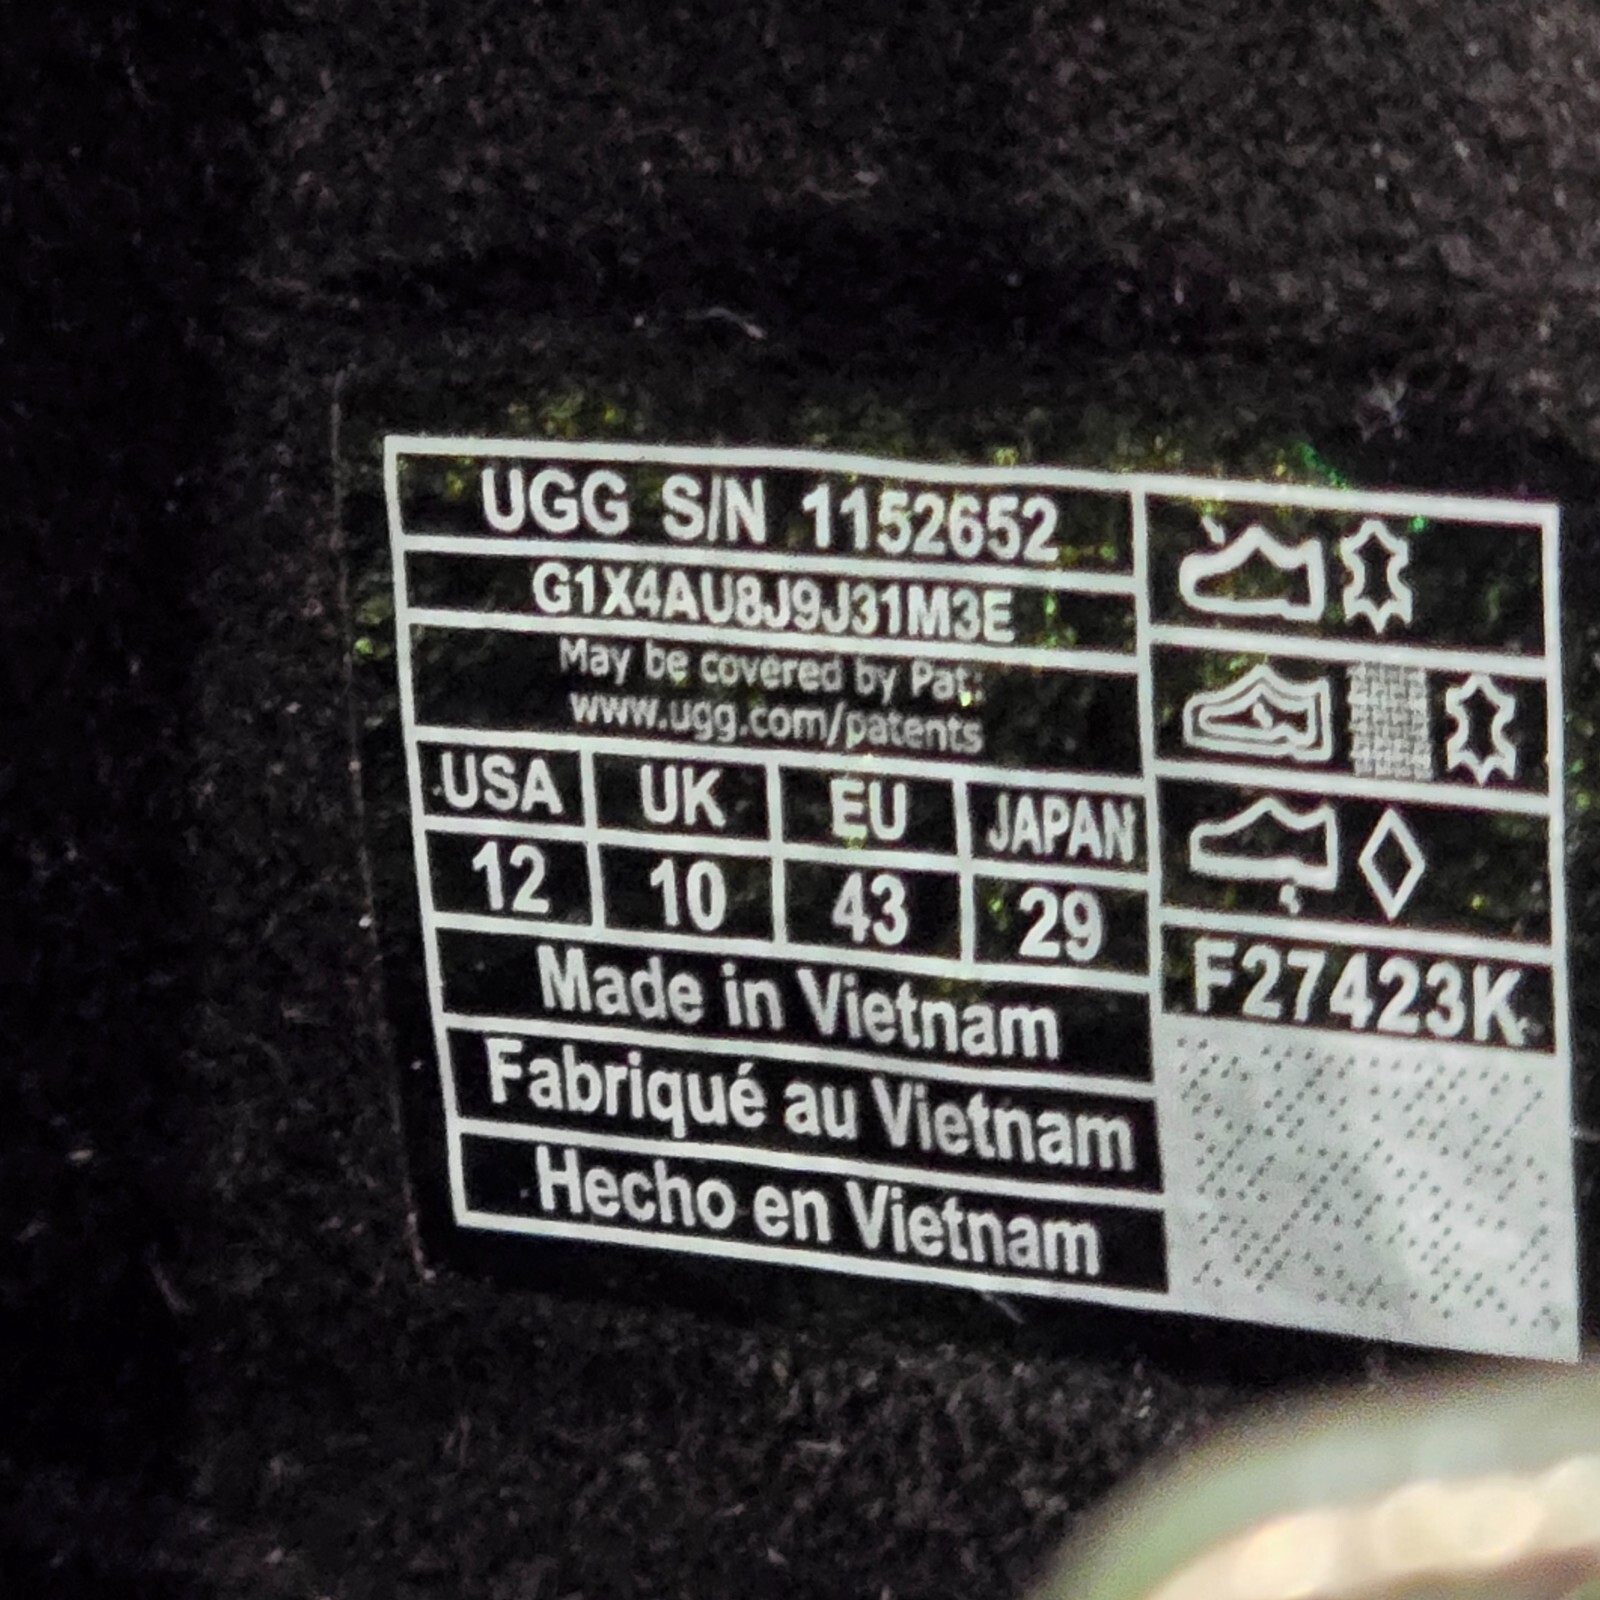 UGG S/N 1152652
G1X4AU8J9J31M3E
May be covered by Pat.:
www.ugg.com/patents
USA UK EU JAPAN
12 10 43 29
Made in Vietnam
Fabriqué au Vietnam
Hecho en Vietnam
F27423K